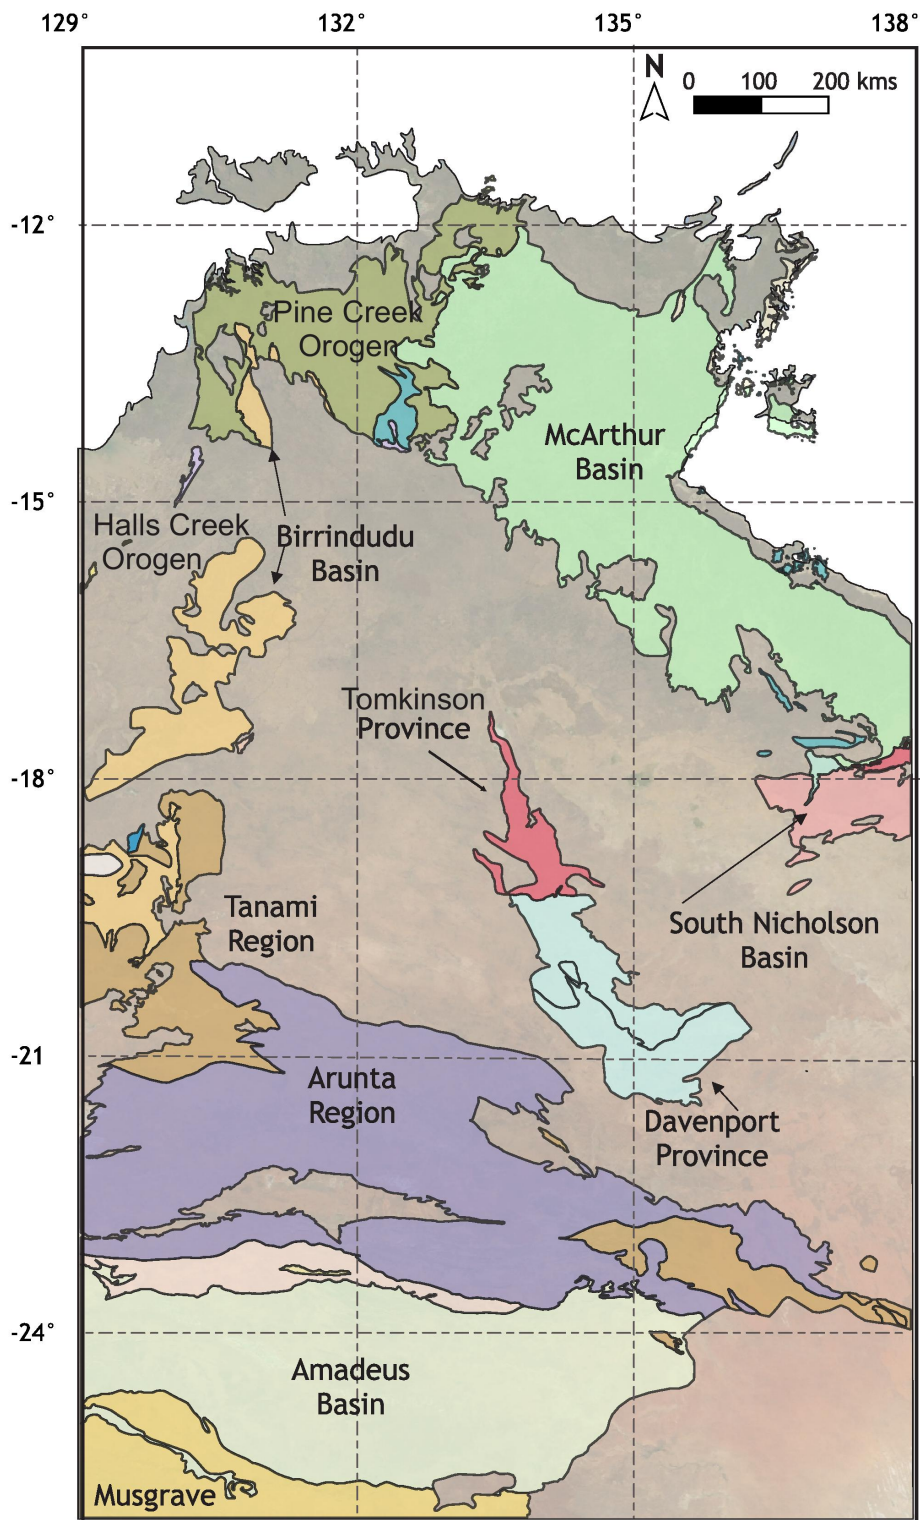 129° 132° 135° 138°
N
0 100 200 kms
-12°
Pine Creek
Orogen
McArthur
Basin
-15°
Halls Creek
Orogen
Birrindudu
Basin
Tomkinson
Province
-18°
Tanami
Region
South Nicholson
Basin
-21°
Arunta
Region
Davenport
Province
-24°
Amadeus
Basin
Musgrave